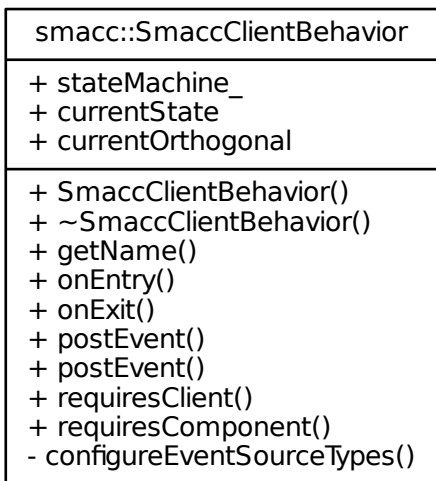 smacc::SmaccClientBehavior
+ stateMachine_
+ currentState
+ currentOrthogonal
+ SmaccClientBehavior()
+ ~SmaccClientBehavior()
+ getName()
+ onEntry()
+ onExit()
+ postEvent()
+ postEvent()
+ requiresClient()
+ requiresComponent()
- configureEventSourceTypes()